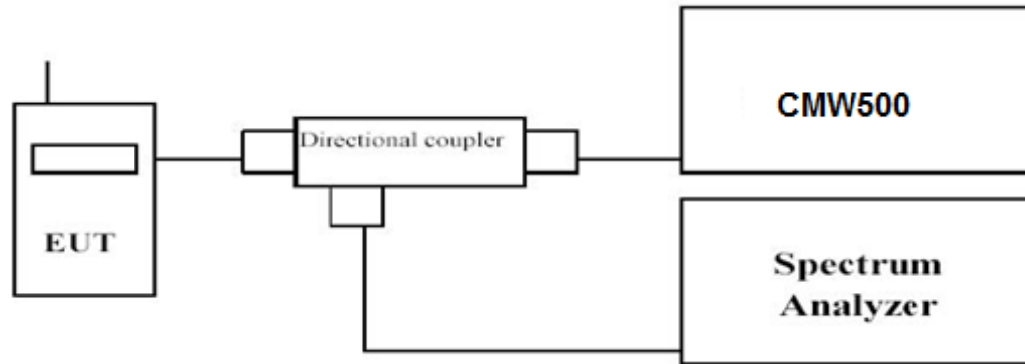 CMW500
Directional coupler
EUT
Spectrum
Analyzer